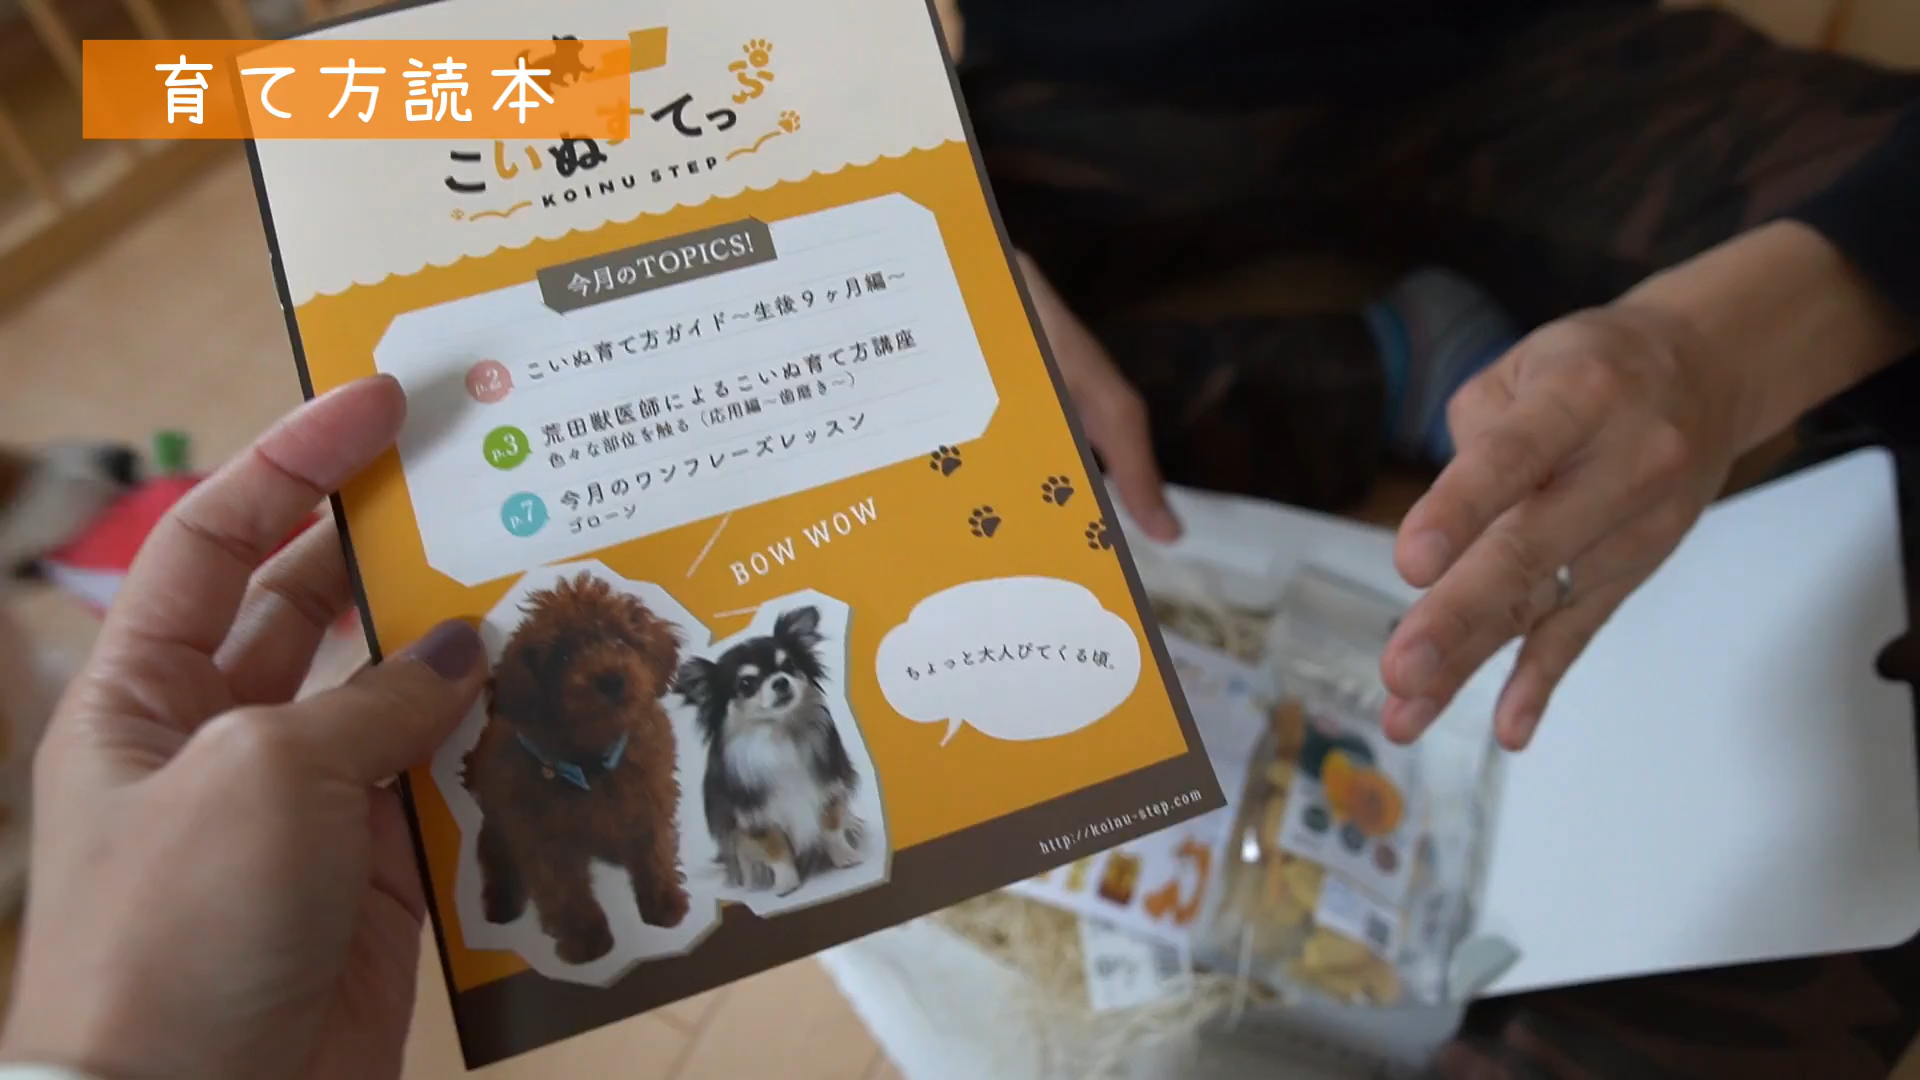 育て方読本
こいぬすてっぷ
KOINU STEP
今月のTOPICS!
p.2 こいぬ育て方ガイド〜生後9ヶ月編〜
p.3 荒田獣医師によるこいぬ育て方講座
色々な部位を触る（応用編〜歯磨き〜）
p.7 今月のワンフレーズレッスン
ゴローン
BOW WOW
ちょっと大人びてくる頃。
http://koinu-step.com